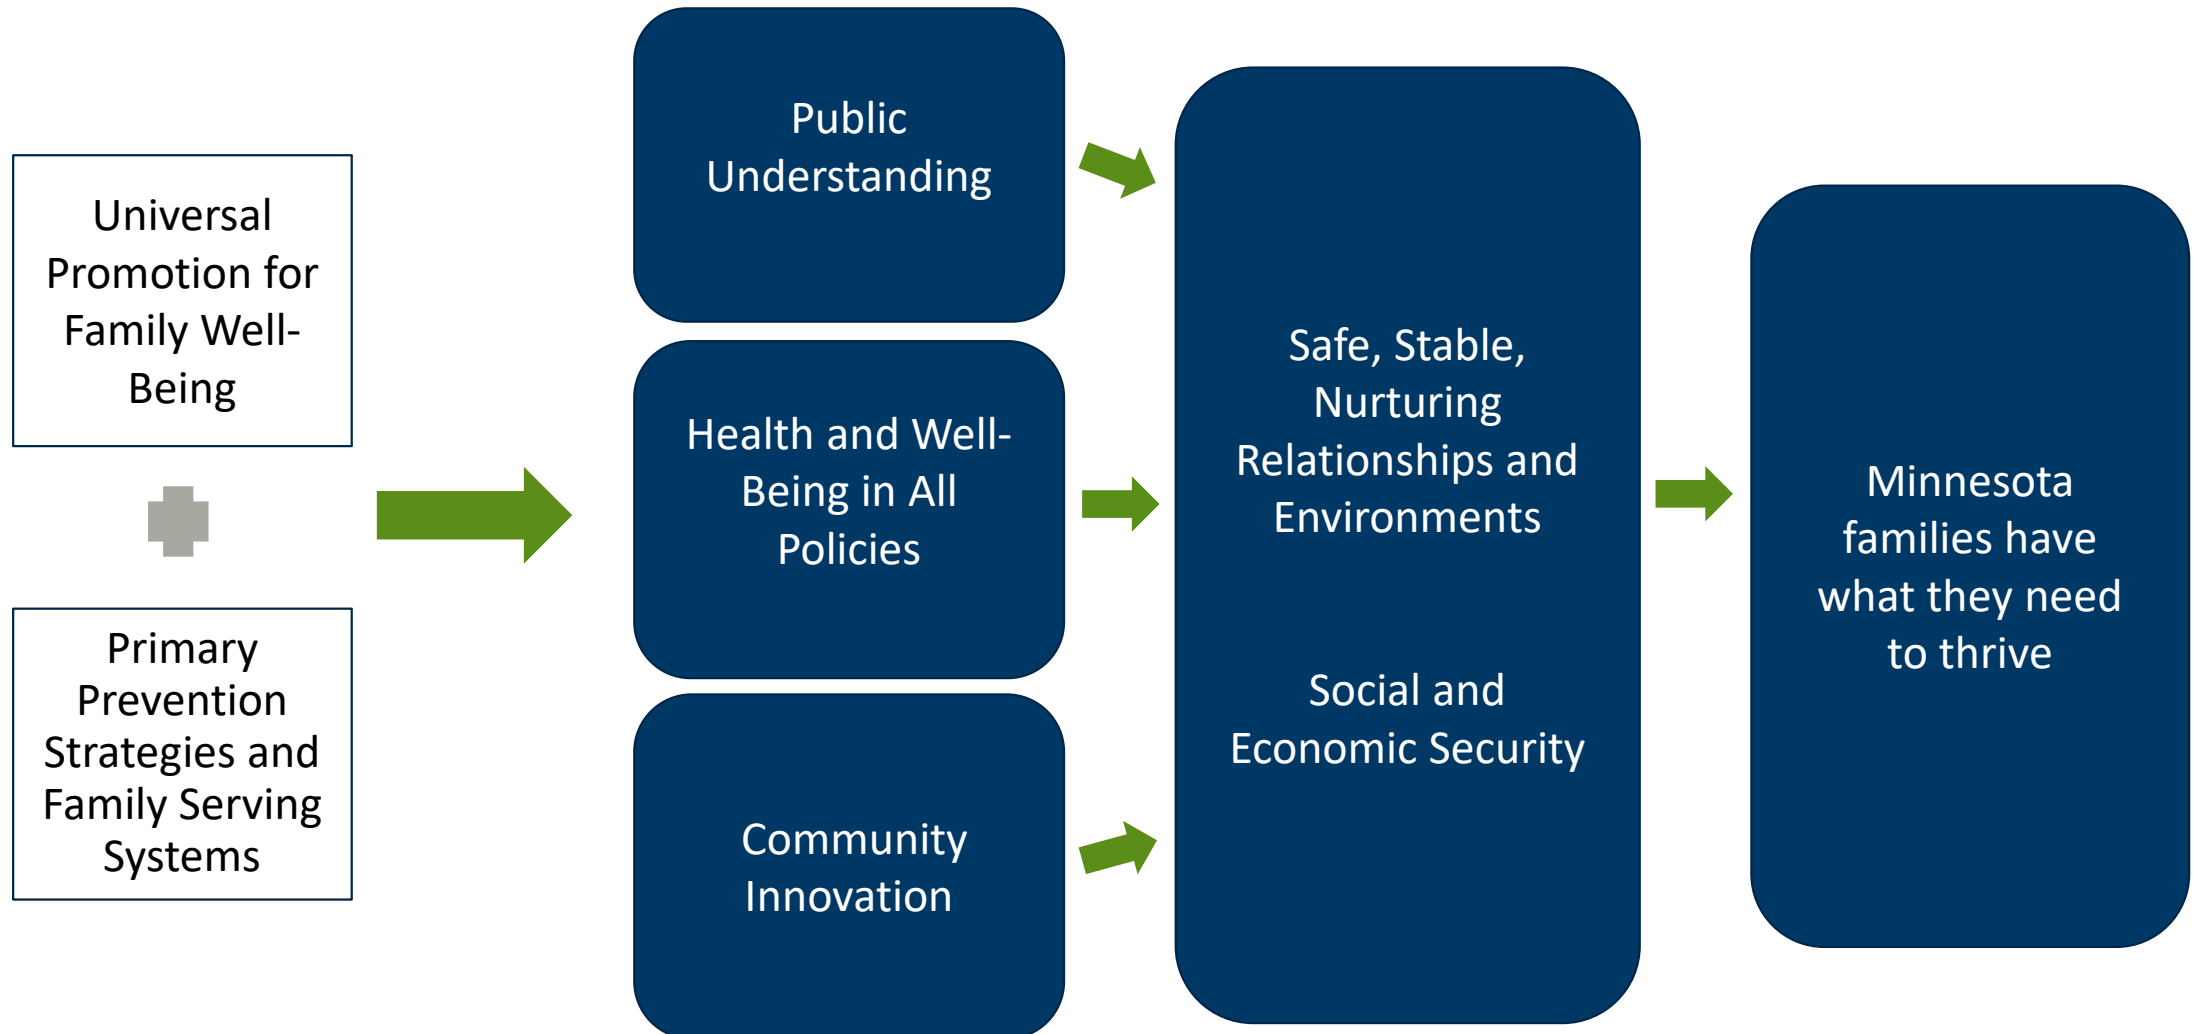 Universal
Promotion for
Family Well-
Being
Primary
Prevention
Strategies and
Family Serving
Systems
Public
Understanding
Health and Well-
Being in All
Policies
Community
Innovation
Safe, Stable,
Nurturing
Relationships and
Environments
Social and
Economic Security
Minnesota
families have
what they need
to thrive